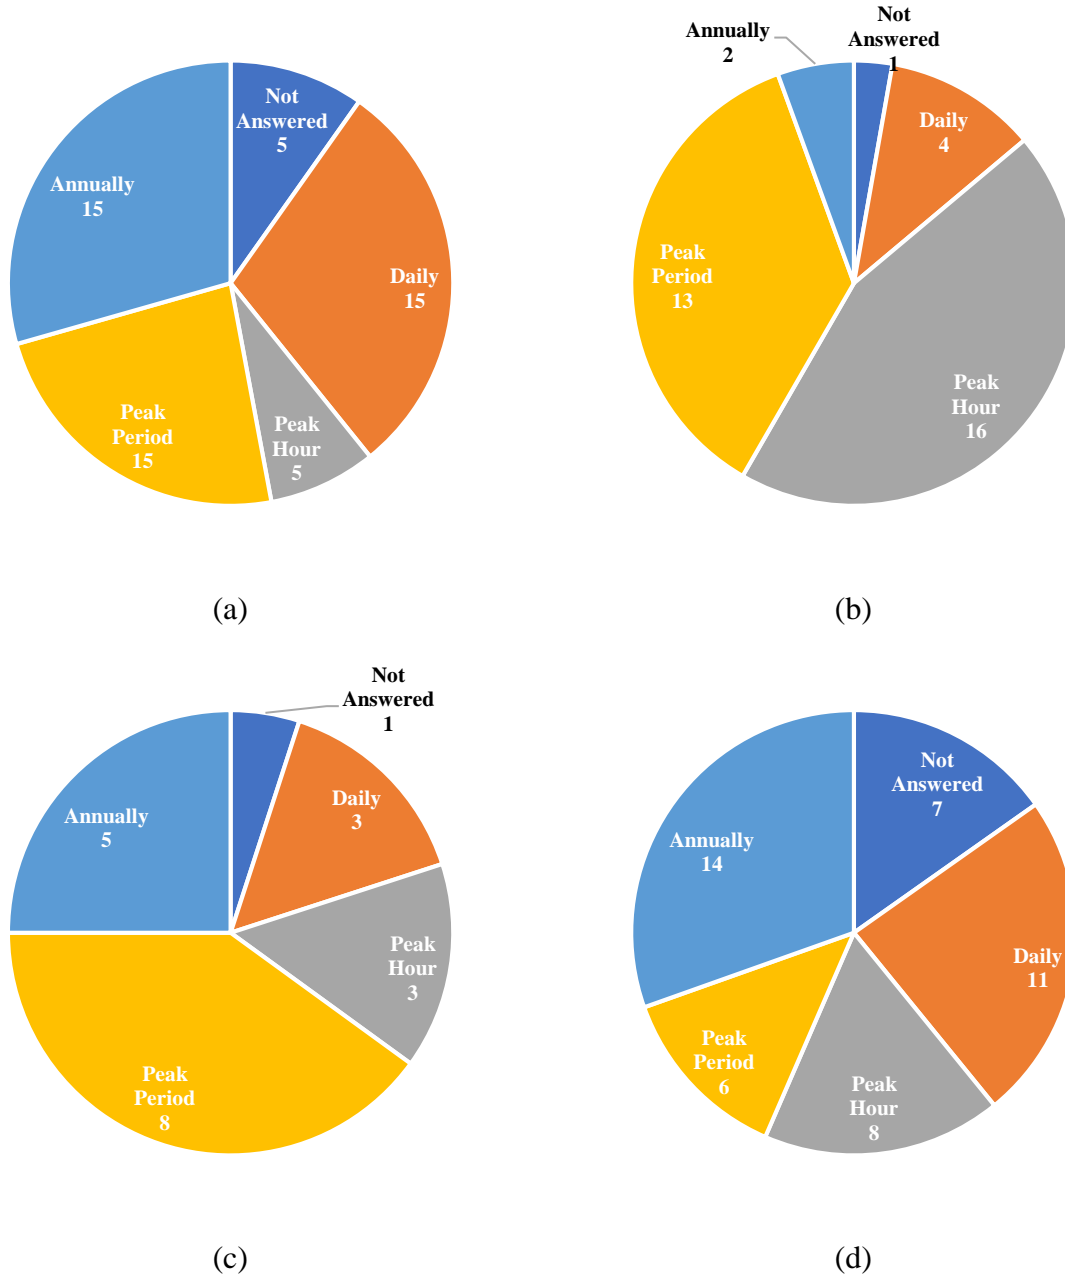 Not
Answered
5
Daily
15
Peak
Hour
5
Peak
Period
15
Annually
15
(a)
Annually
2
Not
Answered
1
Daily
4
Peak
Hour
16
Peak
Period
13
(b)
Not
Answered
1
Daily
3
Peak
Hour
3
Peak
Period
8
Annually
5
(c)
Not
Answered
7
Daily
11
Peak
Hour
8
Peak
Period
6
Annually
14
(d)